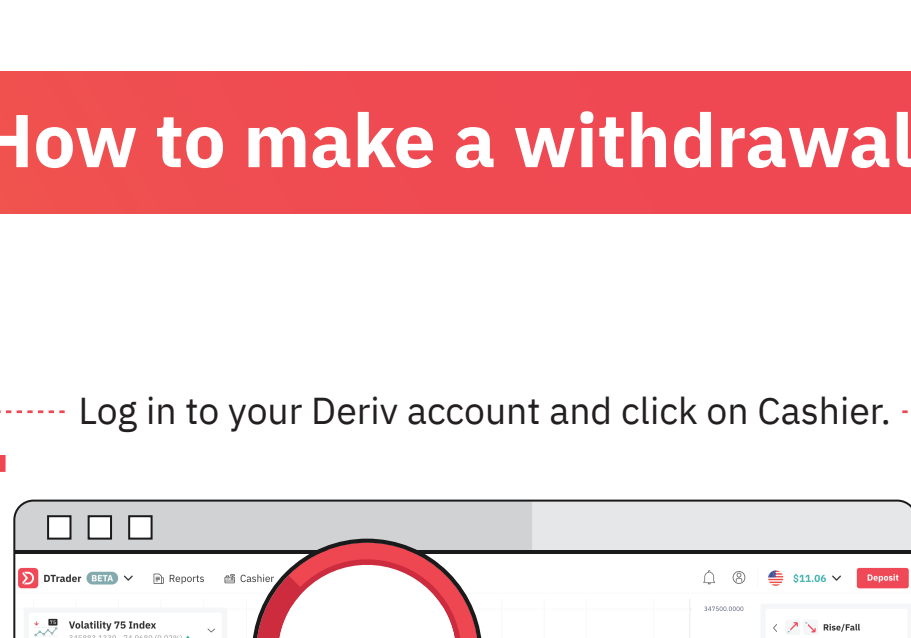 How to make a withdrawal
Log in to your Deriv account and click on Cashier.
DTrader BETA Reports Cashier $11.06 Deposit
347500.0000
75 Volatility 75 Index
Rise/Fall